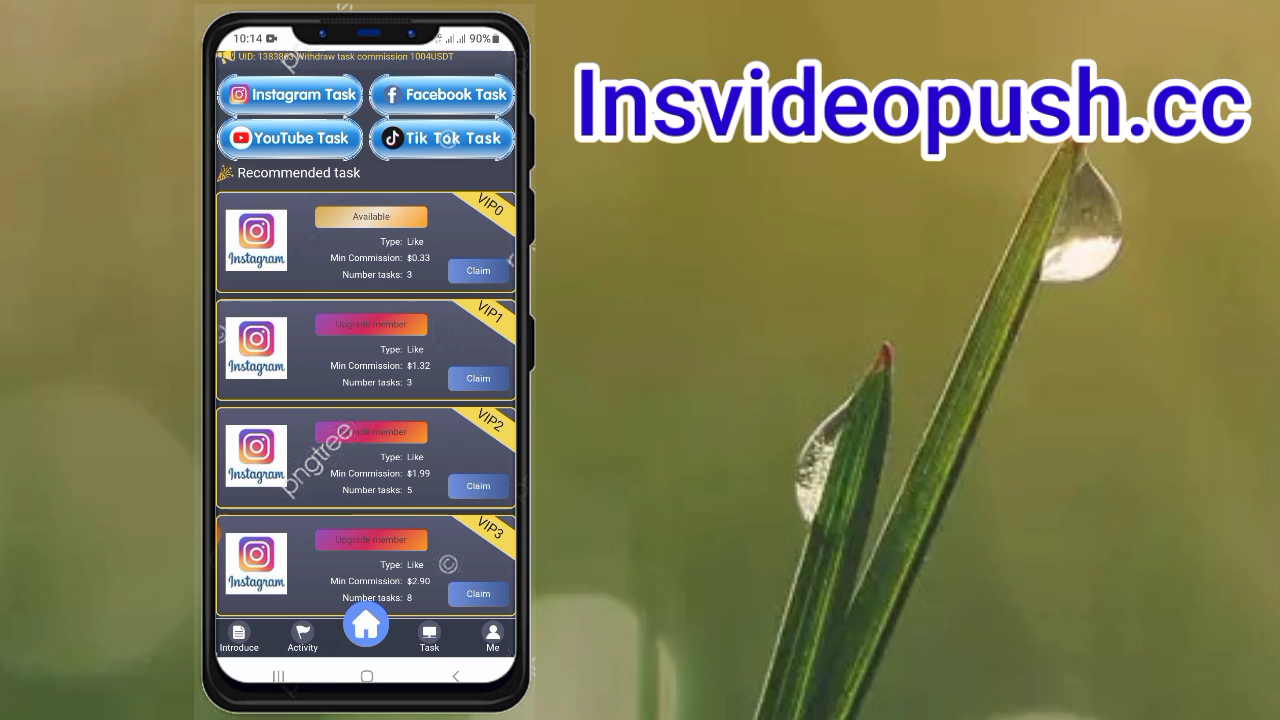 Insvideopush.cc
10:14
90%
UID: 1383863 Withdraw task commission 1004USDT
Instagram Task
Facebook Task
YouTube Task
Tik Tok Task
Recommended task
VIP0
Available
Instagram
Type: Like
Min Commission: $0.33
Number tasks: 3
Claim
VIP1
Upgrade member
Instagram
Type: Like
Min Commission: $1.32
Number tasks: 3
Claim
VIP2
member
Instagram
Type: Like
Min Commission: $1.99
Number tasks: 5
Claim
pngtree
VIP3
Upgrade member
Instagram
Type: Like
Min Commission: $2.90
Number tasks: 8
Claim
Introduce
Activity
Task
Me